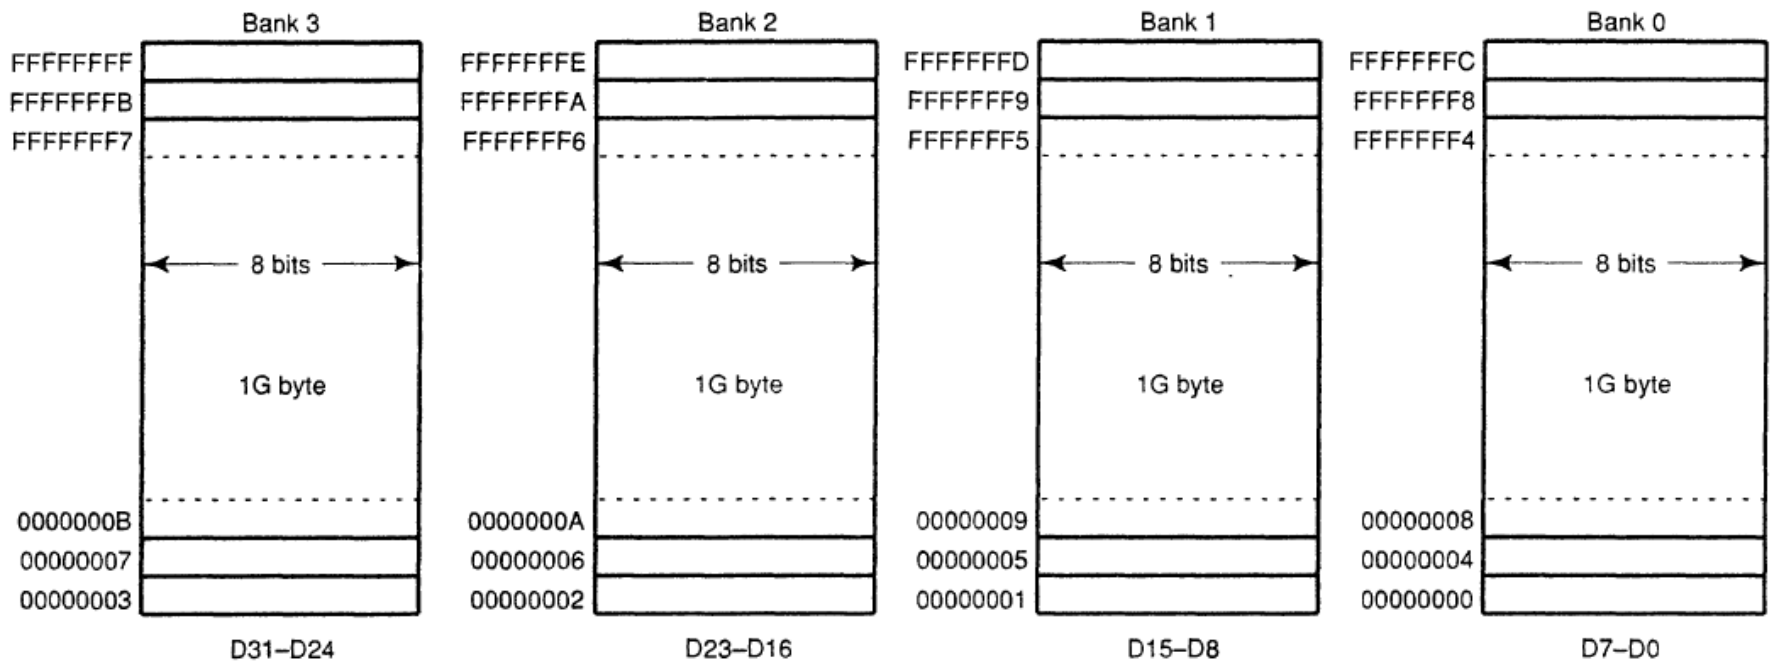 Bank 3 Bank 2 Bank 1 Bank 0
FFFFFFFF FFFFFFFE FFFFFFFD FFFFFFFC
FFFFFFFB FFFFFFFA FFFFFFF9 FFFFFFF8
FFFFFFF7 FFFFFFF6 FFFFFFF5 FFFFFFF4
8 bits 8 bits 8 bits 8 bits
1G byte 1G byte 1G byte 1G byte
0000000B 0000000A 00000009 00000008
00000007 00000006 00000005 00000004
00000003 00000002 00000001 00000000
D31–D24 D23–D16 D15–D8 D7–D0